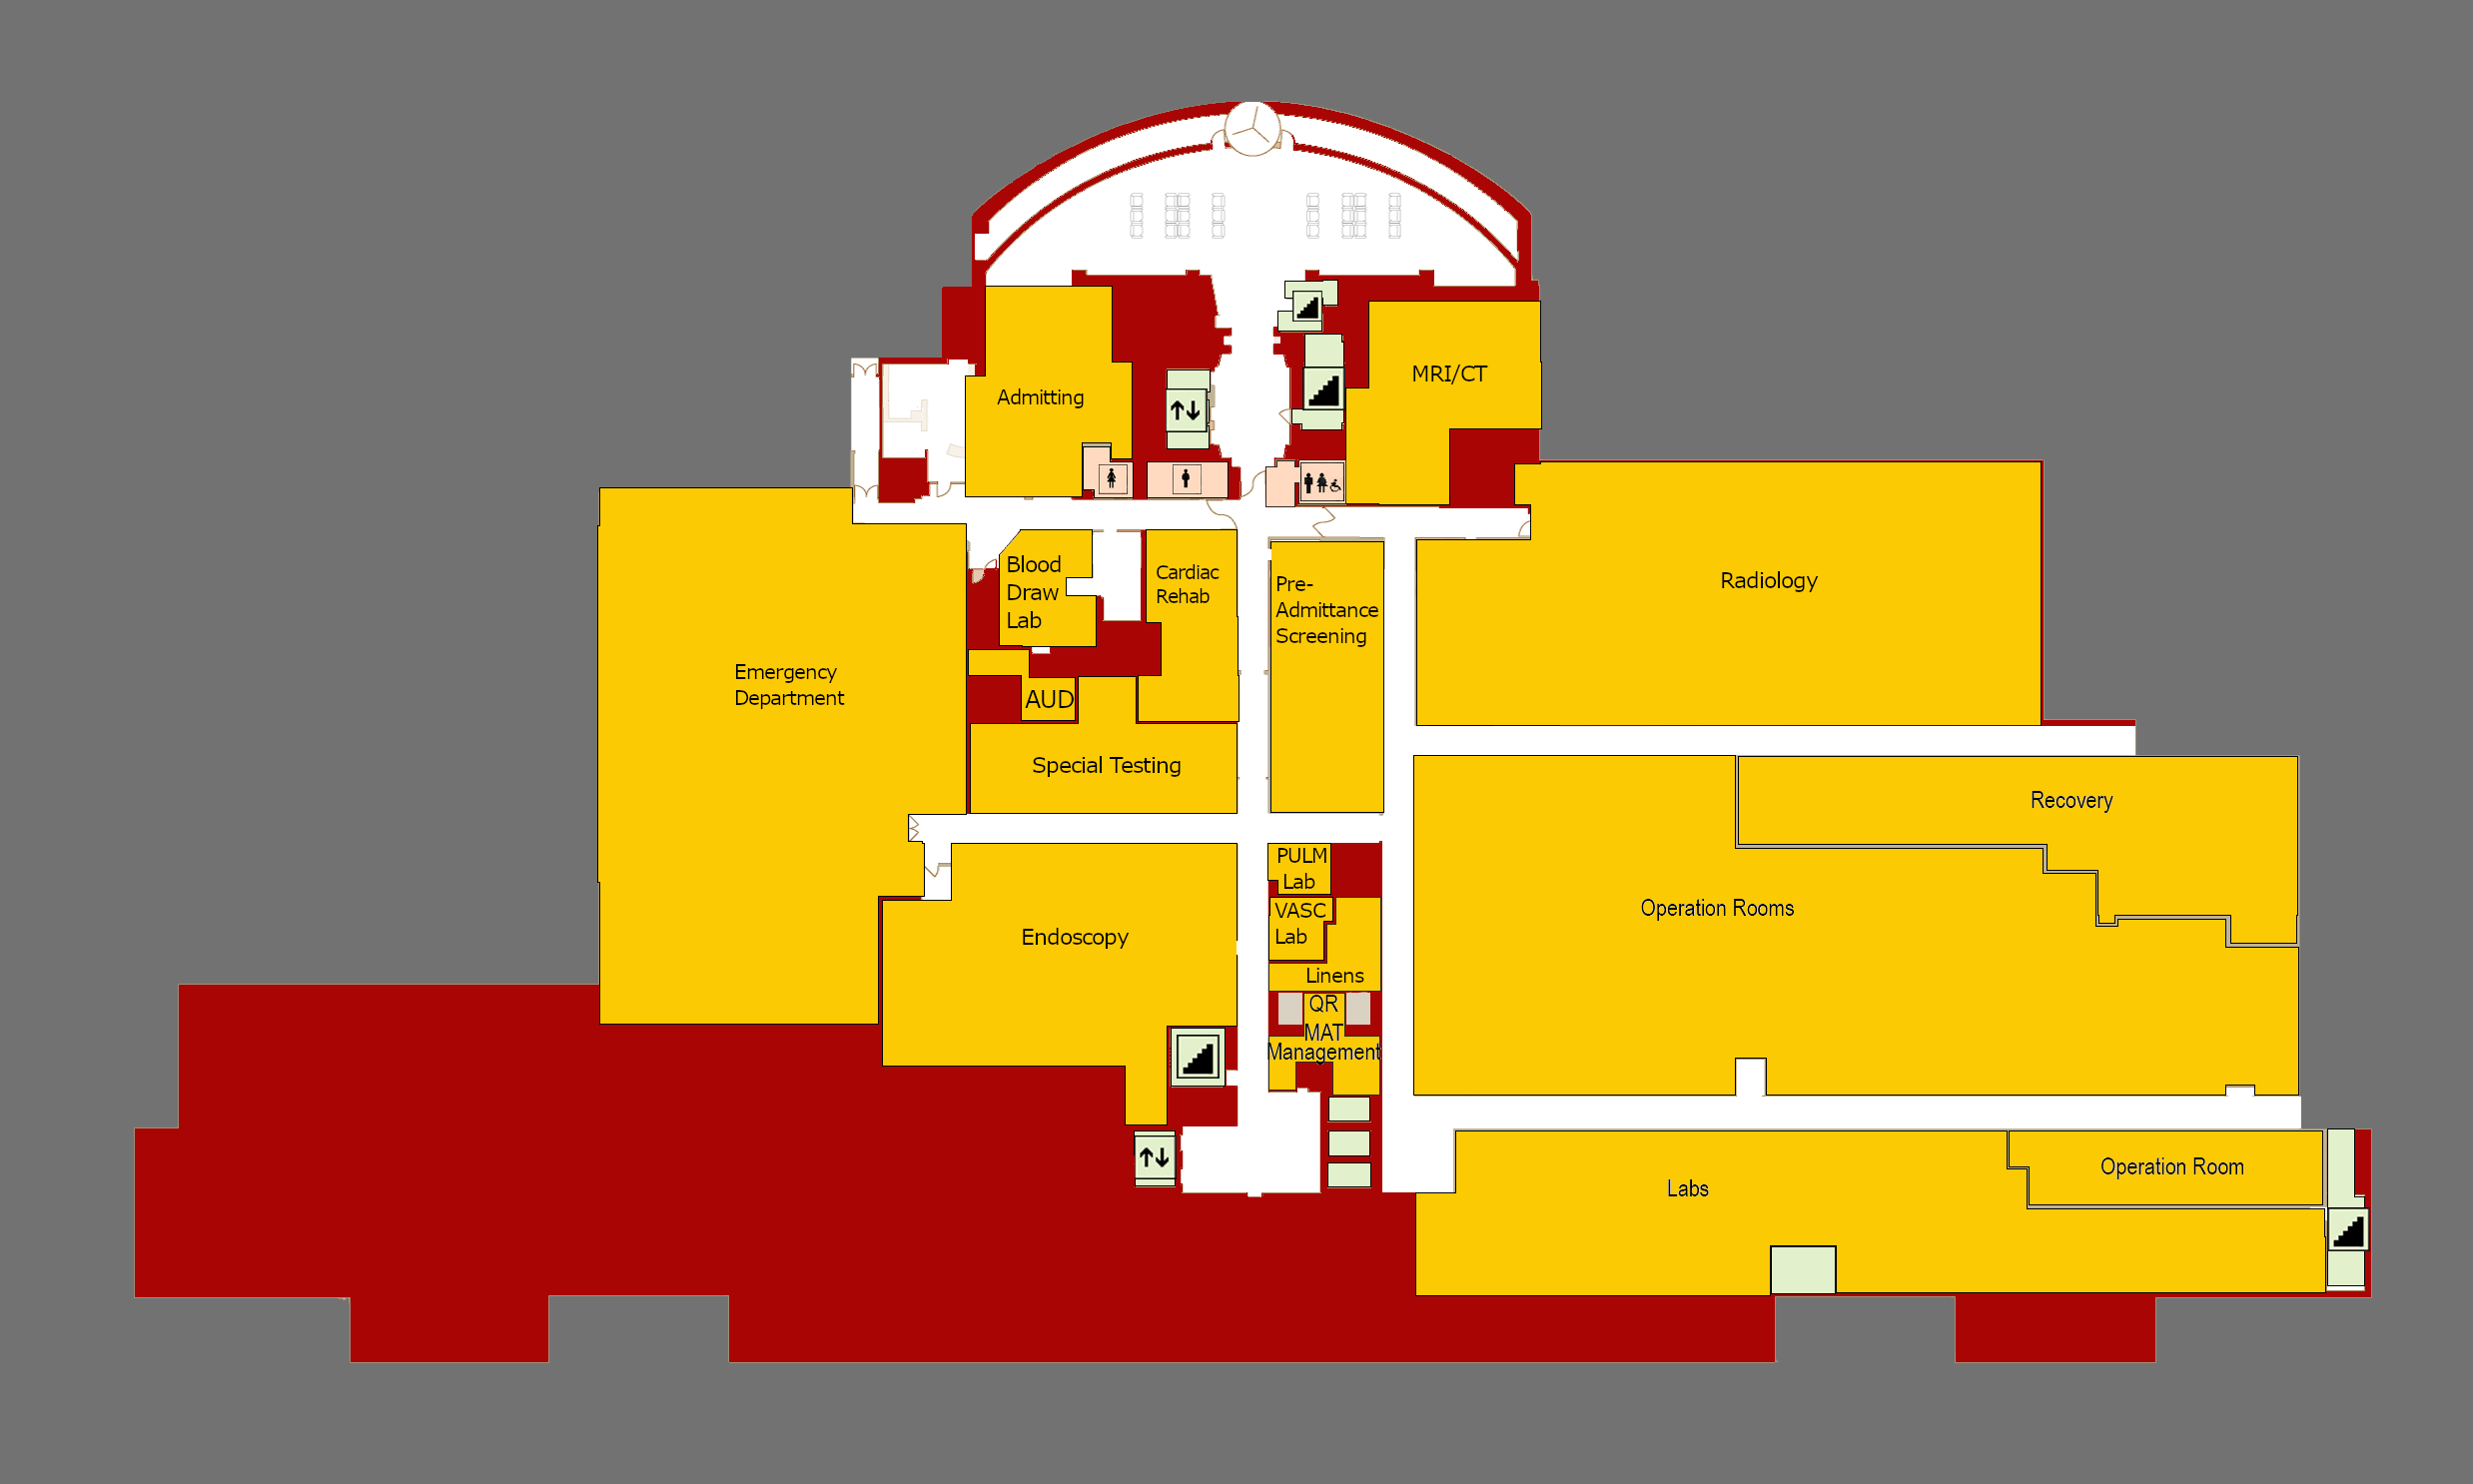 MRI/CT
Admitting
Blood
Draw
Lab
Cardiac
Rehab
Pre-
Admittance
Screening
Radiology
Emergency
Department
AUD
Special Testing
Recovery
PULM
Lab
VASC
Lab
Operation Rooms
Endoscopy
Linens
QR
MAT
Management
Operation Room
Labs